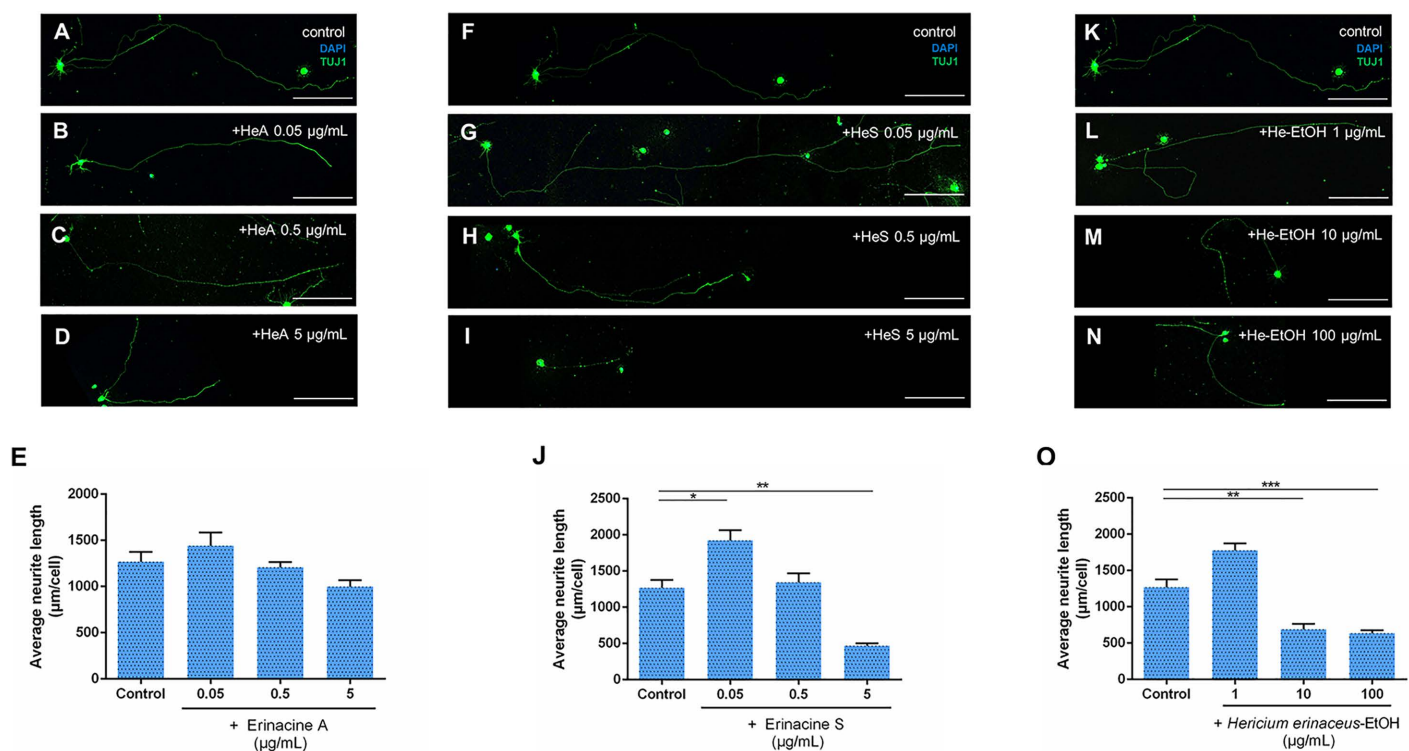 A
control
DAPI
TUJ1
B
+HeA 0.05 µg/mL
C
+HeA 0.5 µg/mL
D
+HeA 5 µg/mL
F
control
G
+HeS 0.05 µg/mL
H
+HeS 0.5 µg/mL
I
+HeS 5 µg/mL
K
control
DAPI
TUJ1
L
+He-EtOH 1 µg/mL
M
+He-EtOH 10 µg/mL
N
+He-EtOH 100 µg/mL
E
Average neurite length
(µm/cell)
2000
1500
1000
500
0
Control
0.05
0.5
5
+ Erinacine A
(µg/mL)
J
Average neurite length
(µm/cell)
2500
2000
1500
1000
500
0
**
*
Control
0.05
0.5
5
+ Erinacine S
(µg/mL)
O
Average neurite length
(µm/cell)
2500
2000
1500
1000
500
0
***
**
Control
1
10
100
+ Hericium erinaceus-EtOH
(µg/mL)